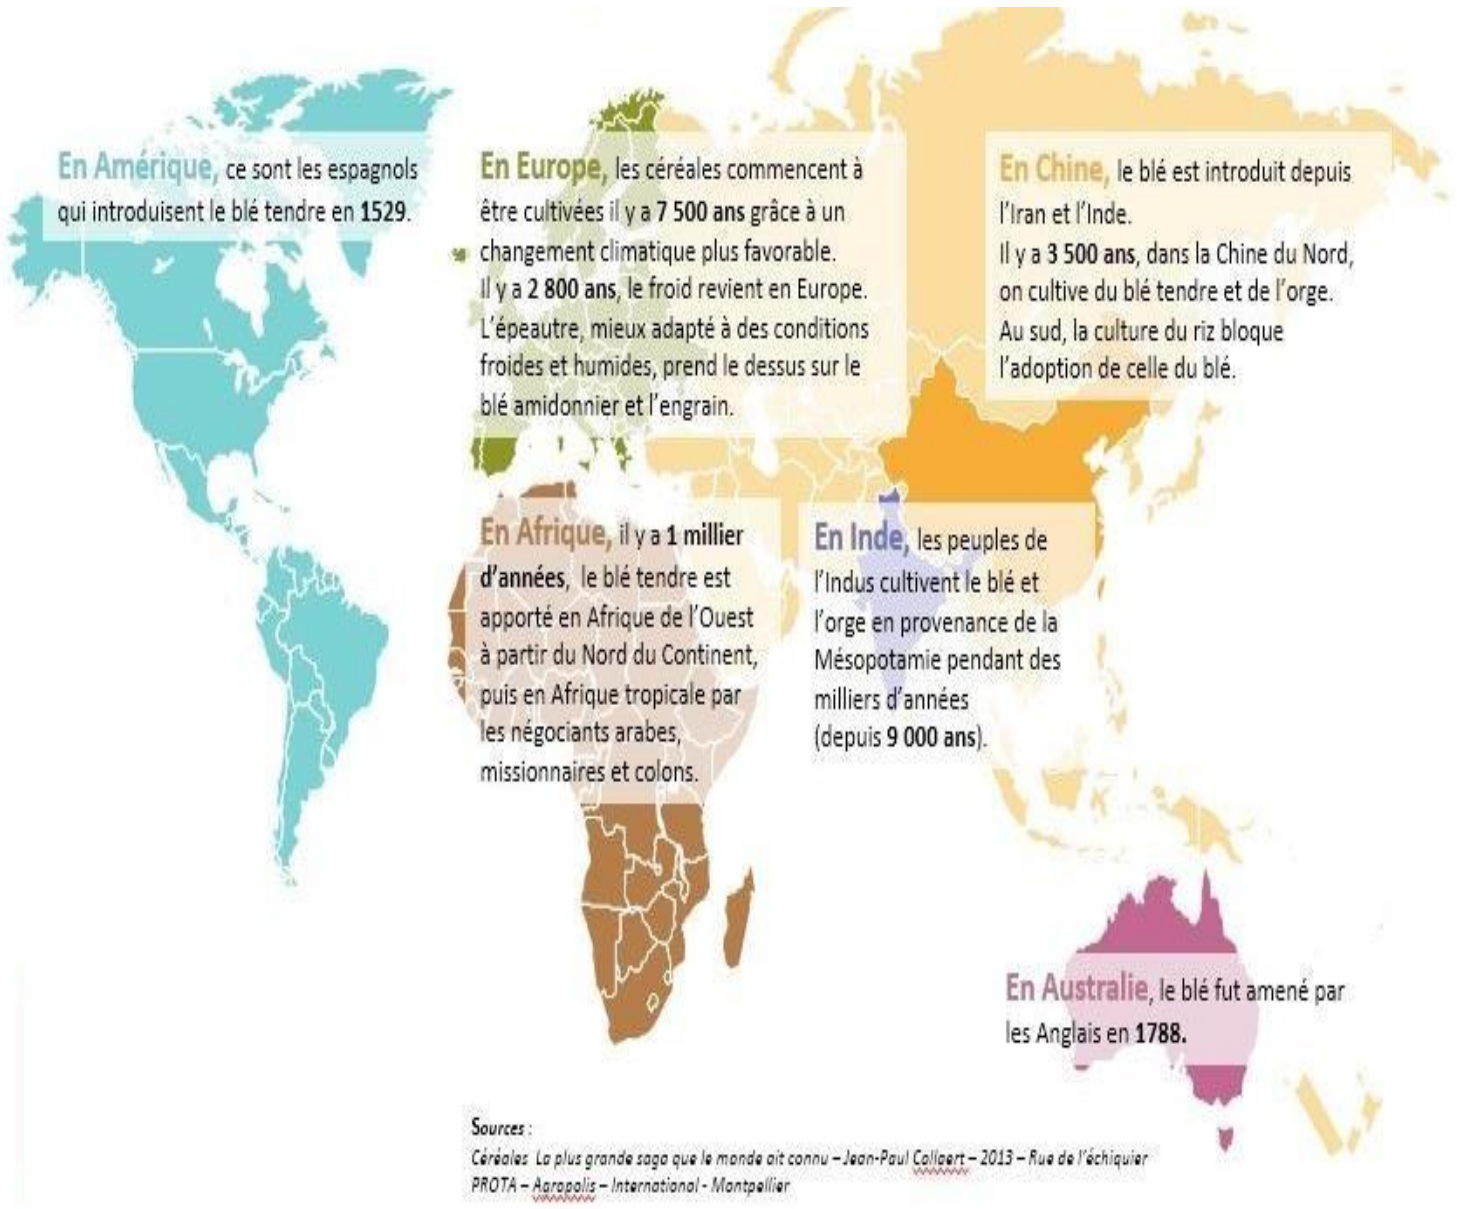 En Amérique, ce sont les espagnols
qui introduisent le blé tendre en 1529.
En Europe, les céréales commencent à
être cultivées il y a 7 500 ans grâce à un
changement climatique plus favorable.
Il y a 2 800 ans, le froid revient en Europe.
L'épeautre, mieux adapté à des conditions
froides et humides, prend le dessus sur le
blé amidonnier et l'engrain.
En Chine, le blé est introduit depuis
l'Iran et l'Inde.
Il y a 3 500 ans, dans la Chine du Nord,
on cultive du blé tendre et de l'orge.
Au sud, la culture du riz bloque
l'adoption de celle du blé.
En Afrique, il y a 1 millier
d'années, le blé tendre est
apporté en Afrique de l'Ouest
à partir du Nord du Continent,
puis en Afrique tropicale par
les négociants arabes,
missionnaires et colons.
En Inde, les peuples de
l'Indus cultivent le blé et
l'orge en provenance de la
Mésopotamie pendant des
milliers d'années
(depuis 9 000 ans).
En Australie, le blé fut amené par
les Anglais en 1788.
Sources :
Céréales La plus grande saga que le monde ait connu – Jean-Paul Collaert – 2013 – Rue de l'échiquier
PROTA – Agropolis – International - Montpellier